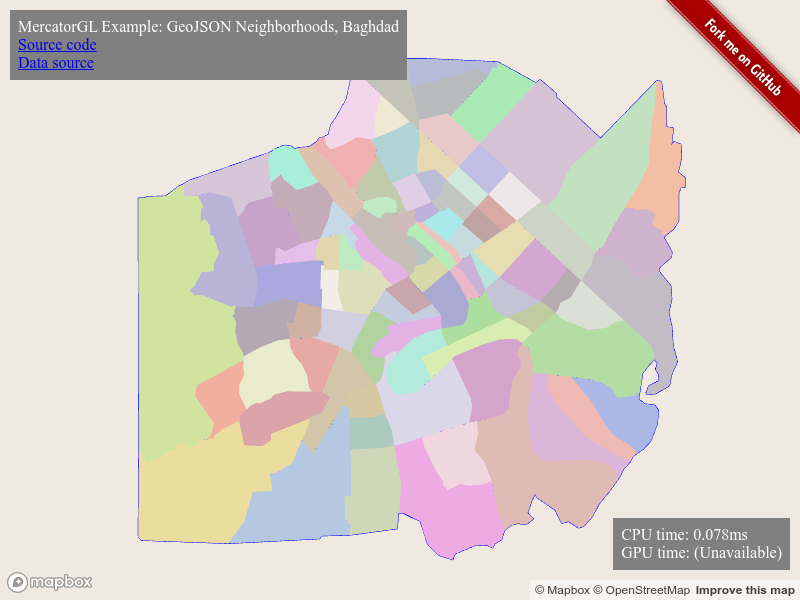 MercatorGL Example: GeoJSON Neighborhoods, Baghdad
Source code
Data source
Fork me on GitHub
CPU time: 0.078ms
GPU time: (Unavailable)
mapbox
© Mapbox © OpenStreetMap Improve this map